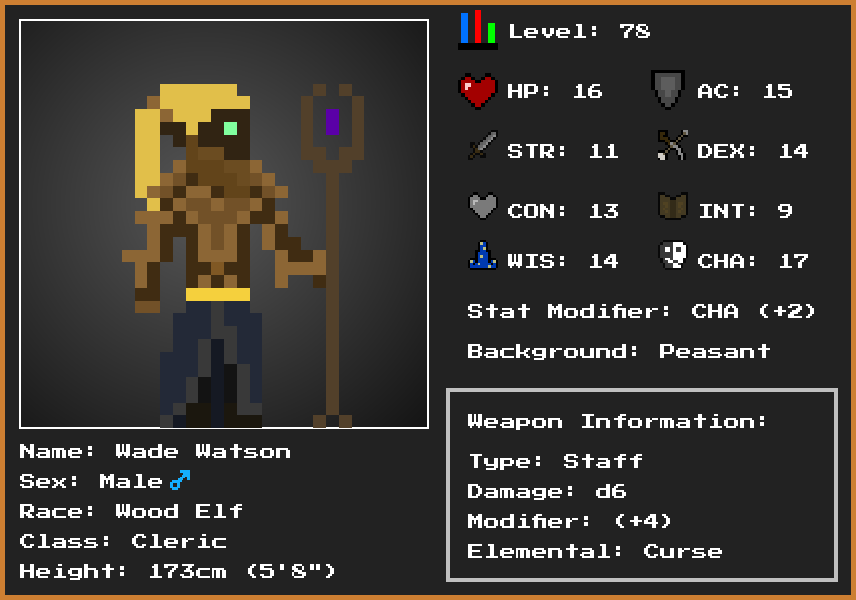 Level: 78
HP: 16
AC: 15
STR: 11
DEX: 14
CON: 13
INT: 9
WIS: 14
CHA: 17
Stat Modifier: CHA (+2)
Background: Peasant
Weapon Information:
Type: Staff
Damage: d6
Modifier: (+4)
Elemental: Curse
Name: Wade Watson
Sex: Male♂
Race: Wood Elf
Class: Cleric
Height: 173cm (5'8")